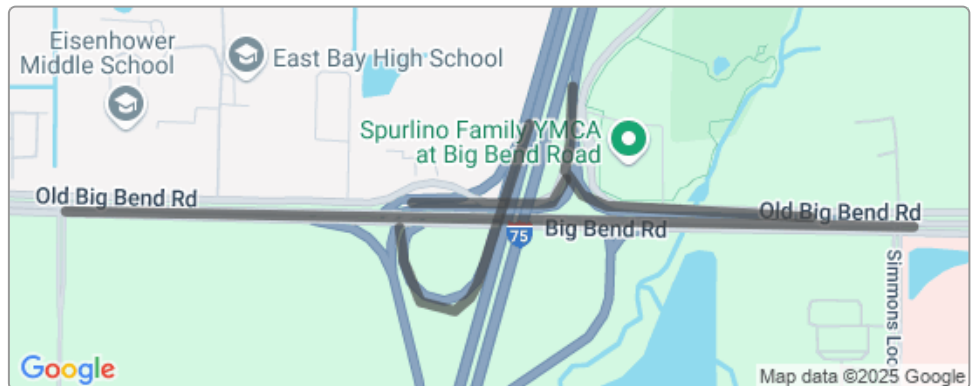 Eisenhower
Middle School
East Bay High School
Spurlino Family YMCA
at Big Bend Road
Old Big Bend Rd
Old Big Bend Rd
Big Bend Rd
75
Simmons Loo
Google
Map data ©2025 Google